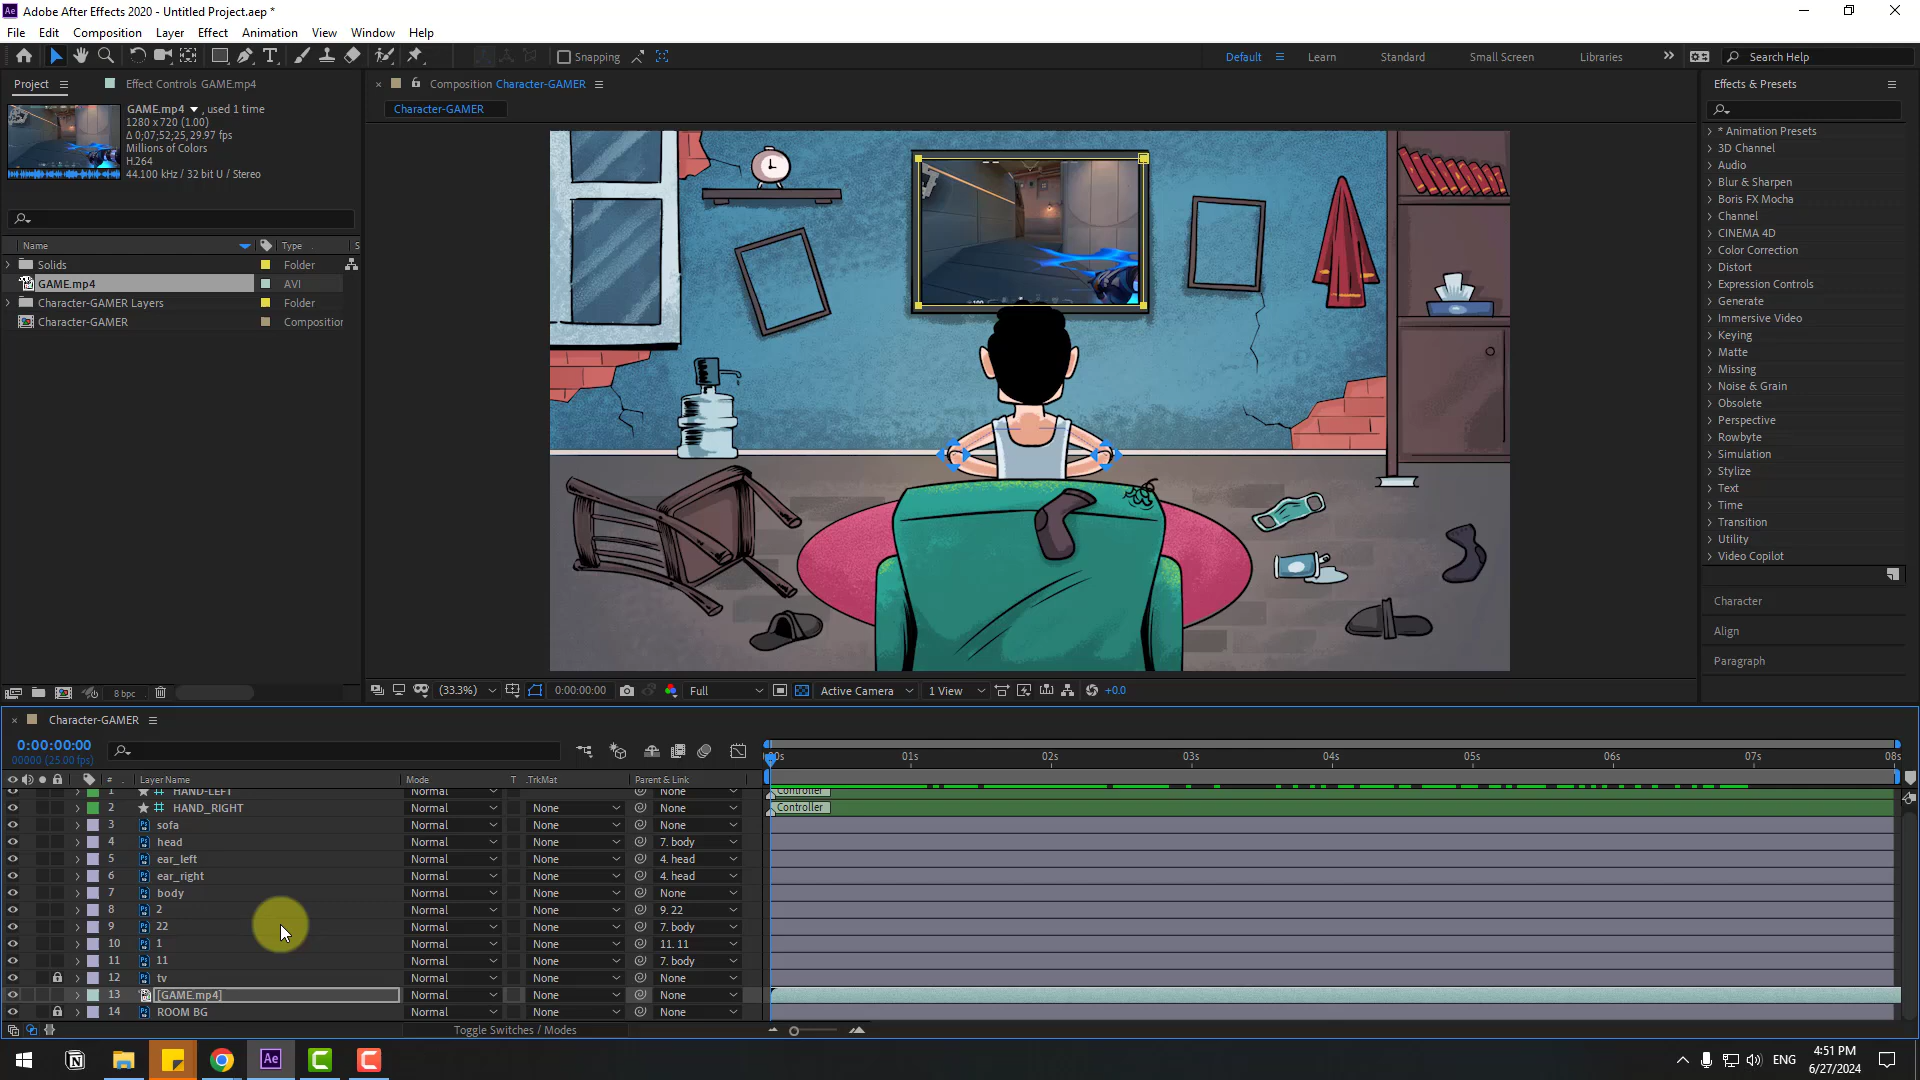 Adobe After Effects 2020 - Untitled Project.aep *
File Edit Composition Layer Effect Animation View Window Help
Snapping Default Learn Standard Small Screen Libraries Search Help
Project Effect Controls GAME.mp4
Composition Character-GAMER
Effects & Presets
Character-GAMER
GAME.mp4 , used 1 time
1280 x 720 (1.00)
Δ 0;07;52;25, 29.97 fps
Millions of Colors
H.264
44.100 kHz / 32 bit U / Stereo
Name Type S
Solids Folder
GAME.mp4 AVI
Character-GAMER Layers Folder
Character-GAMER Composition
* Animation Presets
3D Channel
Audio
Blur & Sharpen
Boris FX Mocha
Channel
CINEMA 4D
Color Correction
Distort
Expression Controls
Generate
Immersive Video
Keying
Matte
Missing
Noise & Grain
Obsolete
Perspective
Rowbyte
Simulation
Stylize
Text
Time
Transition
Utility
Video Copilot
Character
Align
Paragraph
8 bpc
(33.3%) 0:00:00:00 Full Active Camera 1 View +0.0
Character-GAMER
0:00:00:00
00000 (25.00 fps)
00s 01s 02s 03s 04s 05s 06s 07s 08s
# Layer Name Mode T .TrkMat Parent & Link
1 HAND-LEFT Normal None Controller
2 HAND_RIGHT Normal None None Controller
3 sofa Normal None None
4 head Normal None 7. body
5 ear_left Normal None 4. head
6 ear_right Normal None 4. head
7 body Normal None None
8 2 Normal None 9. 22
9 22 Normal None 7. body
10 1 Normal None 11. 11
11 11 Normal None 7. body
12 tv Normal None None
13 [GAME.mp4] Normal None None
14 ROOM BG Normal None None
Toggle Switches / Modes
ENG
4:51 PM
6/27/2024